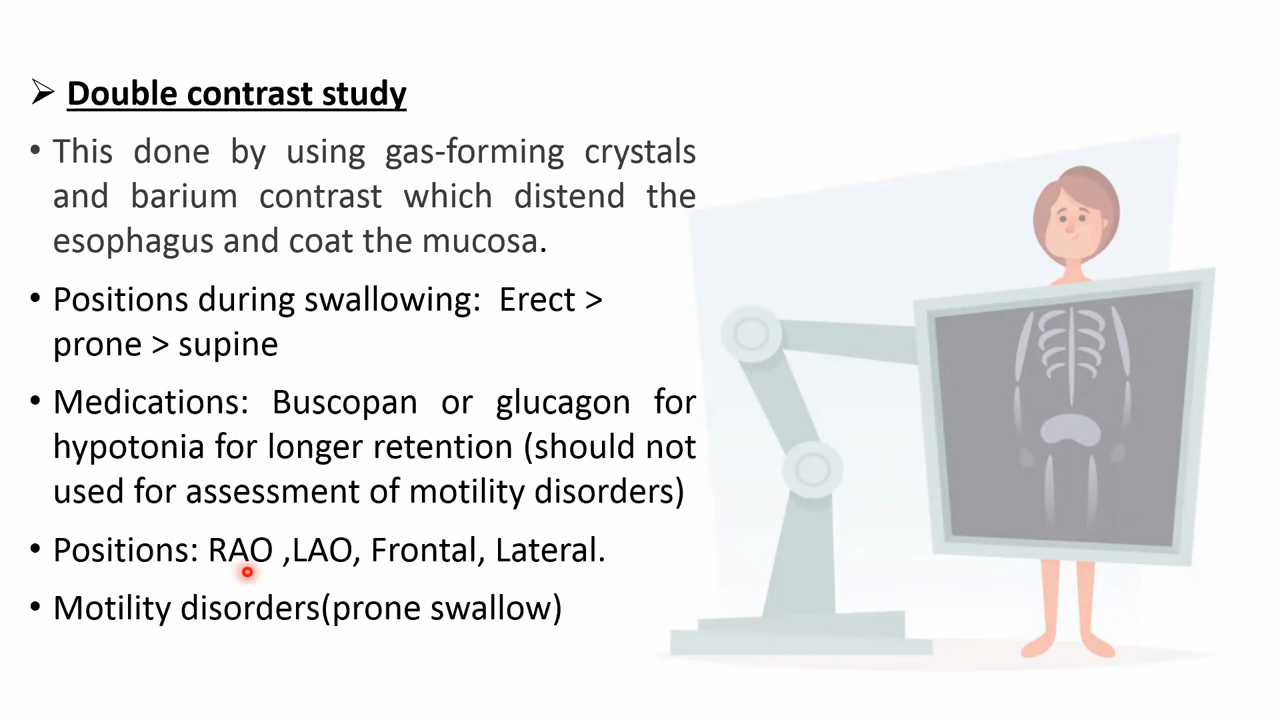 Double contrast study
This done by using gas-forming crystals
and barium contrast which distend the
esophagus and coat the mucosa.
Positions during swallowing: Erect >
prone > supine
Medications: Buscopan or glucagon for
hypotonia for longer retention (should not
used for assessment of motility disorders)
Positions: RAO ,LAO, Frontal, Lateral.
Motility disorders(prone swallow)